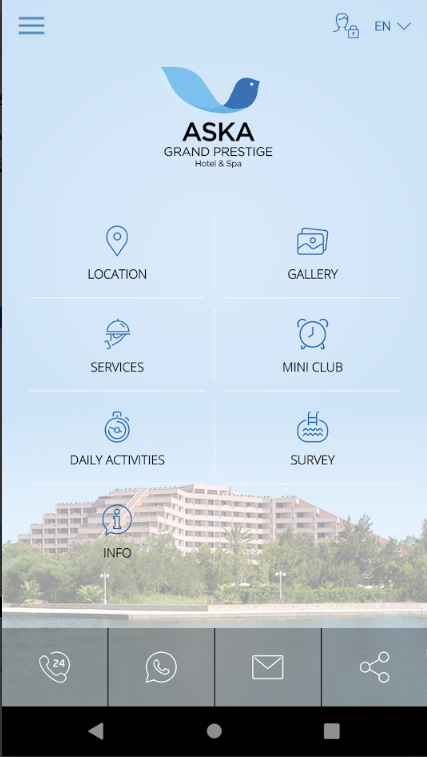 EN
ASKA
GRAND PRESTIGE
Hotel & Spa
LOCATION
GALLERY
SERVICES
MINI CLUB
DAILY ACTIVITIES
SURVEY
INFO
24